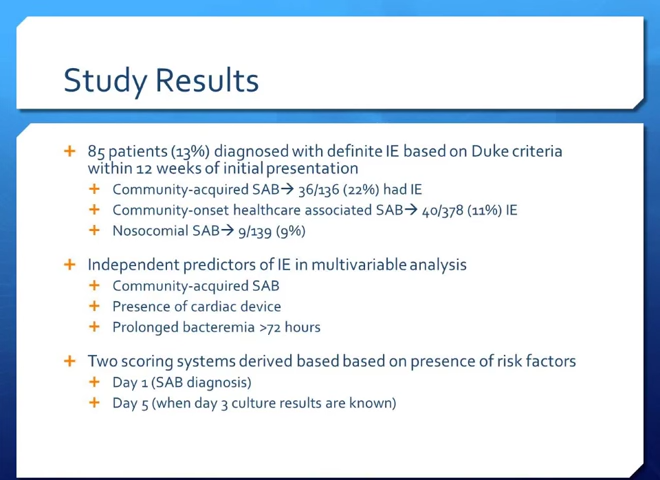 Study Results
+ 85 patients (13%) diagnosed with definite IE based on Duke criteria
within 12 weeks of initial presentation
+ Community-acquired SAB→ 36/136 (22%) had IE
+ Community-onset healthcare associated SAB→ 40/378 (11%) IE
+ Nosocomial SAB→ 9/139 (9%)
+ Independent predictors of IE in multivariable analysis
+ Community-acquired SAB
+ Presence of cardiac device
+ Prolonged bacteremia >72 hours
+ Two scoring systems derived based based on presence of risk factors
+ Day 1 (SAB diagnosis)
+ Day 5 (when day 3 culture results are known)